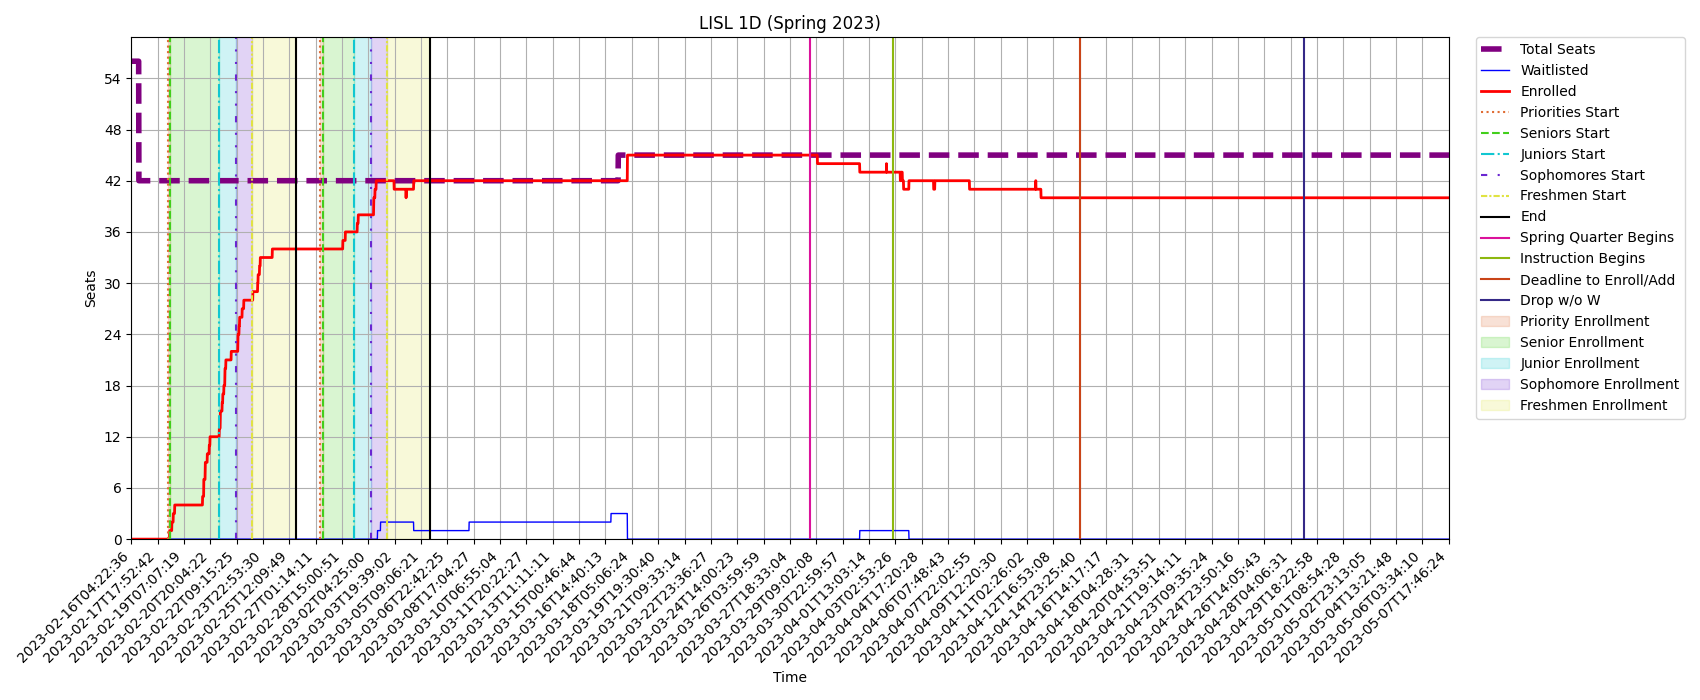 LISL 1D (Spring 2023)
54
48
42
36
30
24
18
12
6
0
Seats
2023-02-16T04:22:36
2023-02-17T17:52:42
2023-02-19T07:07:19
2023-02-20T20:04:22
2023-02-22T09:15:25
2023-02-23T22:53:30
2023-02-25T12:09:49
2023-02-27T01:14:11
2023-02-28T15:00:51
2023-03-02T04:25:00
2023-03-03T19:39:02
2023-03-05T09:06:21
2023-03-06T22:42:25
2023-03-08T17:04:27
2023-03-10T06:55:04
2023-03-11T20:22:27
2023-03-13T11:11:11
2023-03-15T00:46:44
2023-03-16T14:40:13
2023-03-18T05:06:24
2023-03-19T19:30:40
2023-03-21T09:33:14
2023-03-22T23:36:27
2023-03-24T14:00:23
2023-03-26T03:59:59
2023-03-27T18:33:04
2023-03-29T09:02:08
2023-03-30T22:59:57
2023-04-01T13:03:14
2023-04-03T02:53:26
2023-04-04T17:20:28
2023-04-06T07:48:43
2023-04-07T22:02:55
2023-04-09T12:20:30
2023-04-11T02:26:02
2023-04-12T16:53:08
2023-04-14T23:25:40
2023-04-16T14:17:17
2023-04-18T04:28:31
2023-04-20T04:53:51
2023-04-21T19:14:11
2023-04-23T09:35:24
2023-04-24T23:50:16
2023-04-26T14:05:43
2023-04-28T04:06:31
2023-04-29T18:22:58
2023-05-01T08:54:28
2023-05-02T23:13:05
2023-05-04T13:21:48
2023-05-06T03:34:10
2023-05-07T17:46:24
Time
Total Seats
Waitlisted
Enrolled
Priorities Start
Seniors Start
Juniors Start
Sophomores Start
Freshmen Start
End
Spring Quarter Begins
Instruction Begins
Deadline to Enroll/Add
Drop w/o W
Priority Enrollment
Senior Enrollment
Junior Enrollment
Sophomore Enrollment
Freshmen Enrollment